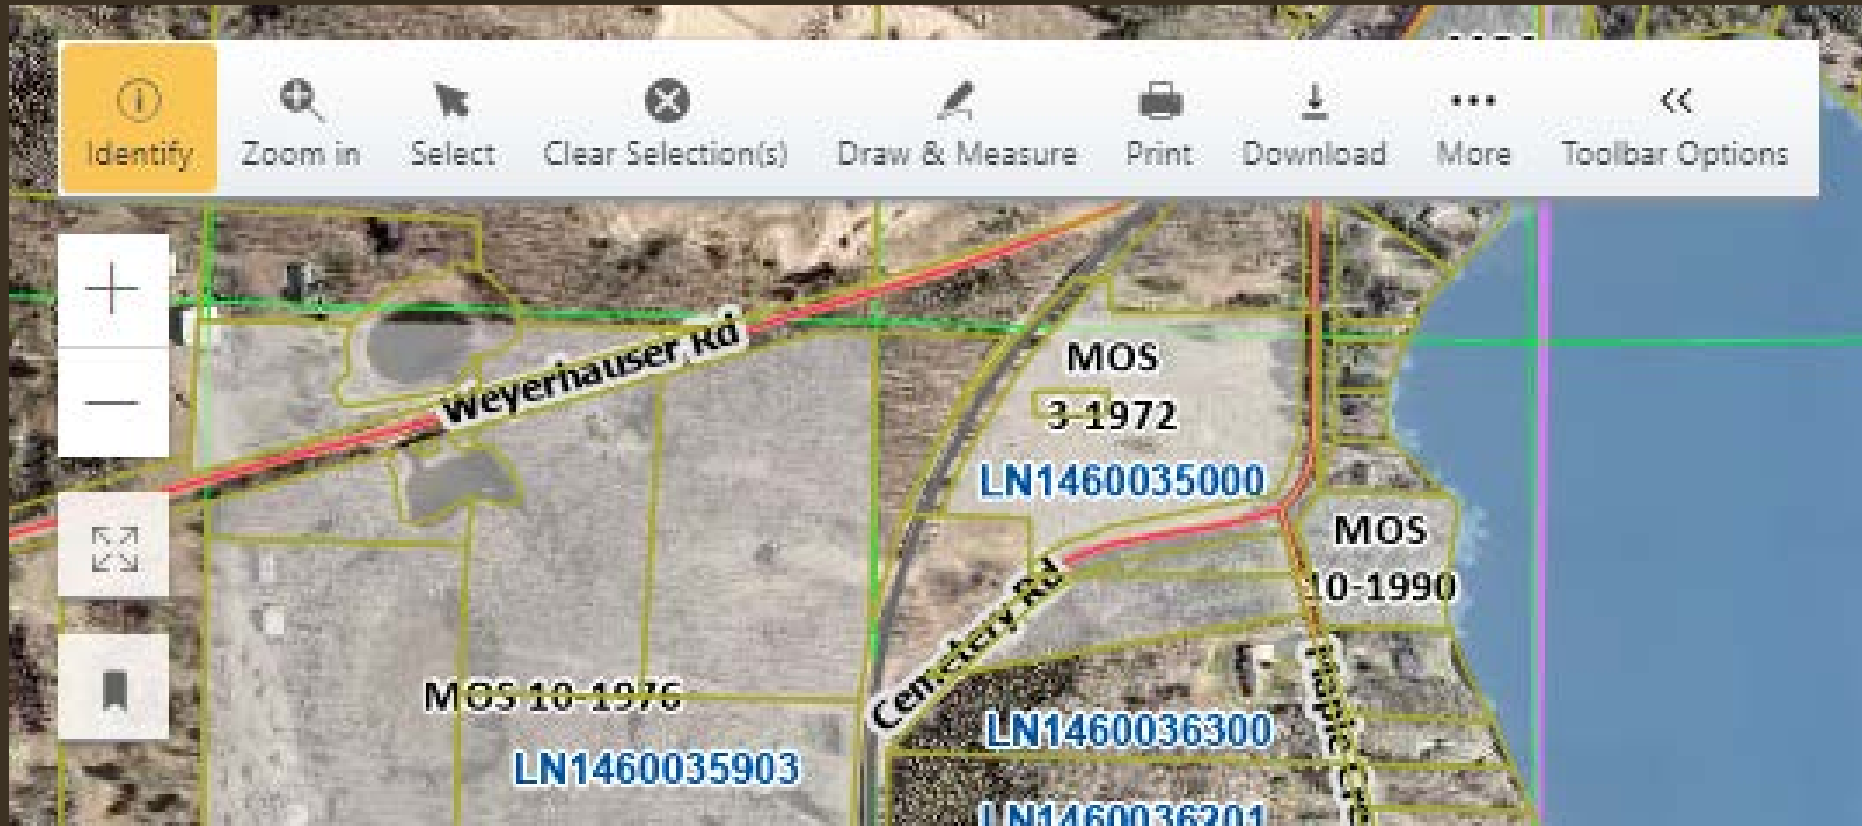 Identify
Zoom in
Select
Clear Selection(s)
Draw & Measure
Print
Download
More
Toolbar Options
Weyerhauser Rd
MOS
3-1972
LN1460035000
MOS
10-1990
Cemetery Rd
MOS 10-1976
LN1460036300
LN1460035903
LN1460036201